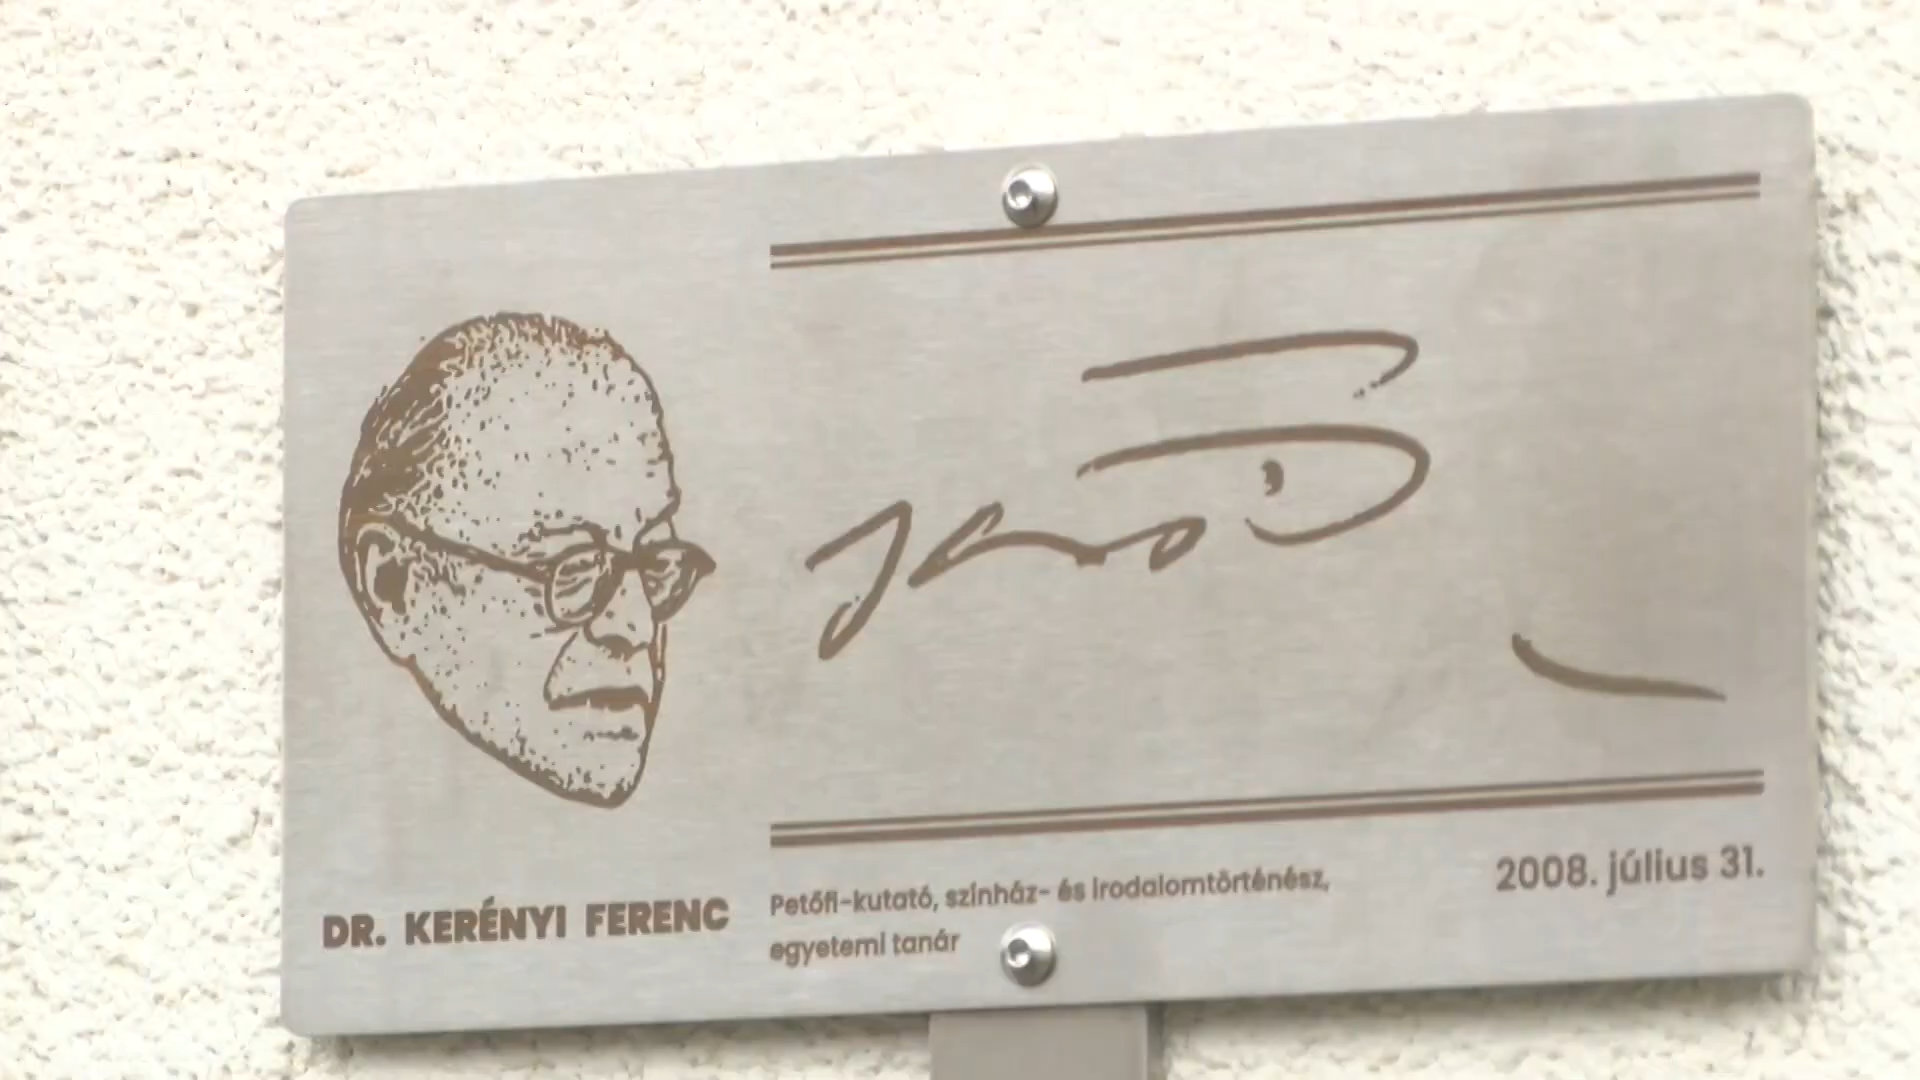 DR. KERÉNYI FERENC
Petőfi-kutató, színház- és irodalomtörténész,
egyetemi tanár
2008. július 31.